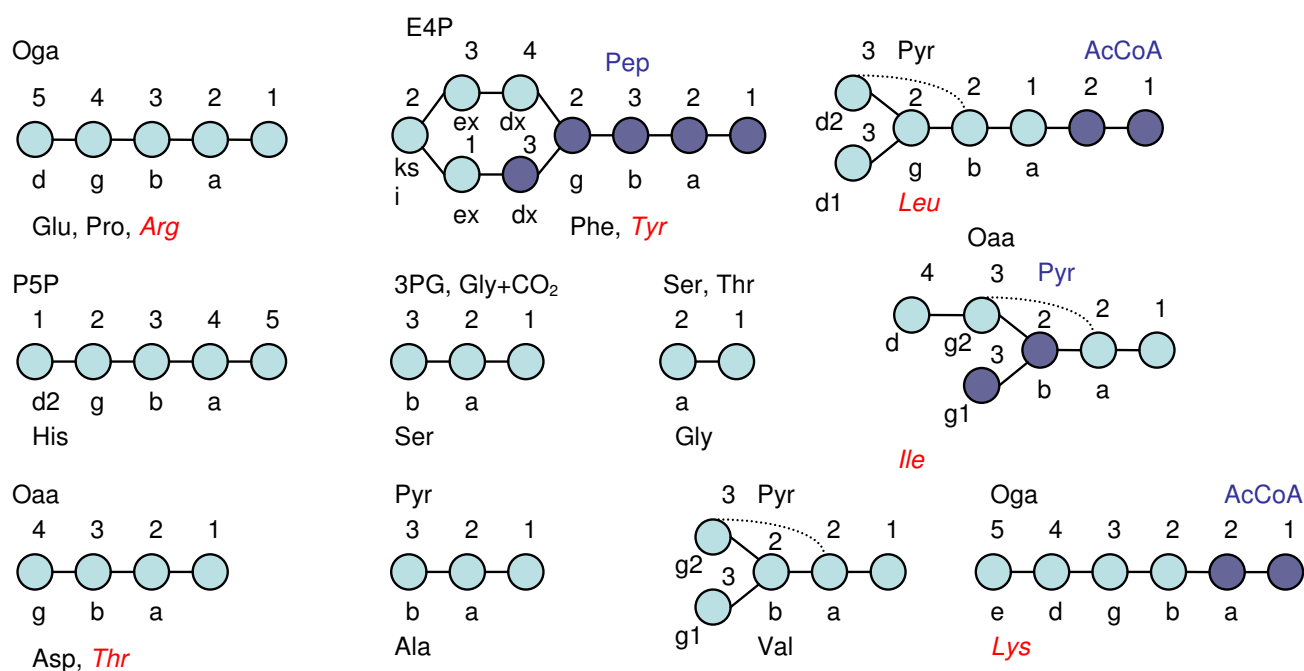 Oga
5 4 3 2 1
d g b a
Glu, Pro, Arg
E4P
3 4
Pep
2 2 3 2 1
ex dx
1 3
ks
i
g b a
ex dx
Phe, Tyr
3 Pyr AcCoA
2 2 1 2 1
d2
3
g b a
d1
Leu
P5P
1 2 3 4 5
d2 g b a
His
3PG, Gly+CO₂
3 2 1
b a
Ser
Ser, Thr
2 1
a
Gly
Oaa
4 3 Pyr
2 2 1
d g2
3
b a
g1
Ile
Oaa
4 3 2 1
g b a
Asp, Thr
Pyr
3 2 1
b a
Ala
3 Pyr
2 2 1
g2
3
b a
g1
Val
Oga AcCoA
5 4 3 2 2 1
e d g b a
Lys